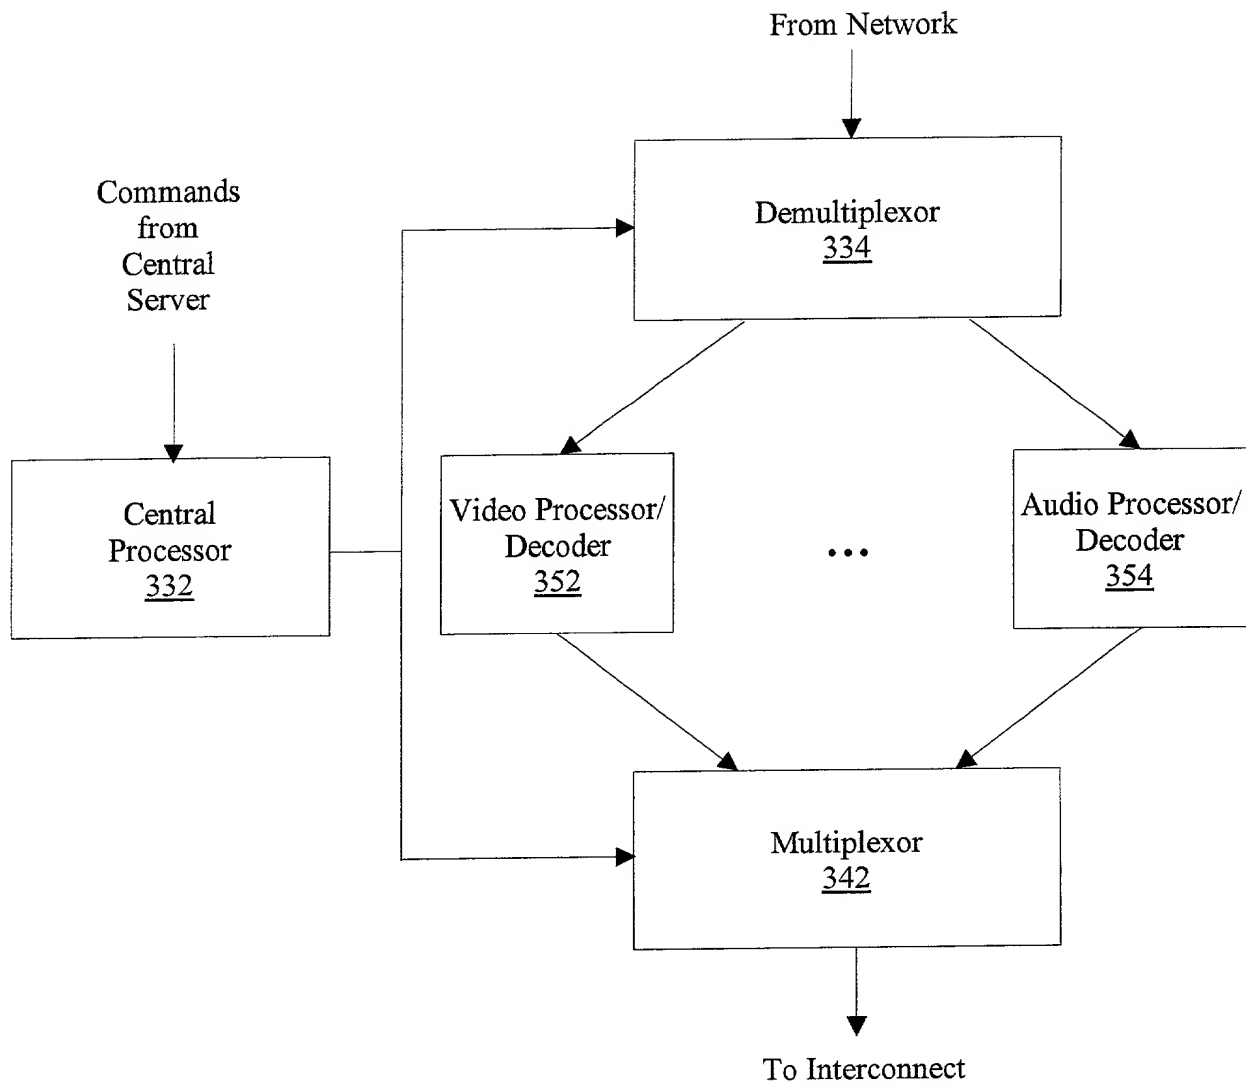 From Network
Commands
from
Central
Server
Demultiplexor
334
Central
Processor
332
Video Processor/
Decoder
352
...
Audio Processor/
Decoder
354
Multiplexor
342
To Interconnect